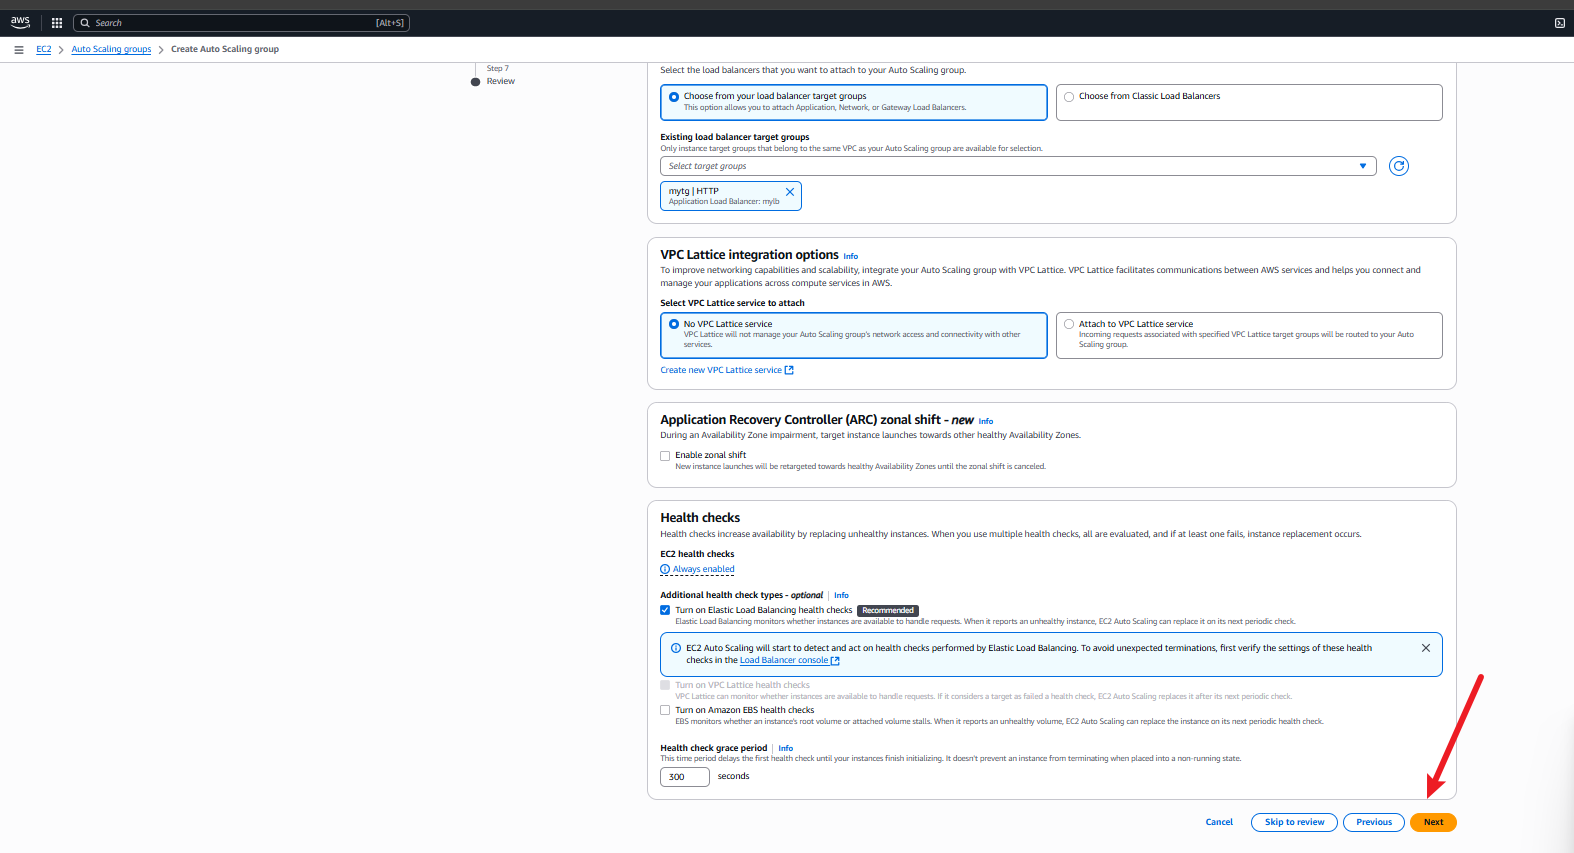 aws
Search
[Alt+S]
EC2
Auto Scaling groups
Create Auto Scaling group
Step 7
Review
Select the load balancers that you want to attach to your Auto Scaling group.
Choose from your load balancer target groups
This option allows you to attach Application, Network, or Gateway Load Balancers.
Choose from Classic Load Balancers
Existing load balancer target groups
Only instance target groups that belong to the same VPC as your Auto Scaling group are available for selection.
Select target groups
mytg | HTTP
Application Load Balancer: mylb
VPC Lattice integration options Info
To improve networking capabilities and scalability, integrate your Auto Scaling group with VPC Lattice. VPC Lattice facilitates communications between AWS services and helps you connect and
manage your applications across compute services in AWS.
Select VPC Lattice service to attach
No VPC Lattice service
VPC Lattice will not manage your Auto Scaling group's network access and connectivity with other
services.
Attach to VPC Lattice service
Incoming requests associated with specified VPC Lattice target groups will be routed to your Auto
Scaling group.
Create new VPC Lattice service
Application Recovery Controller (ARC) zonal shift - new Info
During an Availability Zone impairment, target instance launches towards other healthy Availability Zones.
Enable zonal shift
New instance launches will be retargeted towards healthy Availability Zones until the zonal shift is canceled.
Health checks
Health checks increase availability by replacing unhealthy instances. When you use multiple health checks, all are evaluated, and if at least one fails, instance replacement occurs.
EC2 health checks
Always enabled
Additional health check types - optional | Info
Turn on Elastic Load Balancing health checks Recommended
Elastic Load Balancing monitors whether instances are available to handle requests. When it reports an unhealthy instance, EC2 Auto Scaling can replace it on its next periodic check.
EC2 Auto Scaling will start to detect and act on health checks performed by Elastic Load Balancing. To avoid unexpected terminations, first verify the settings of these health
checks in the Load Balancer console
Turn on VPC Lattice health checks
VPC Lattice can monitor whether instances are available to handle requests. If it considers a target as failed a health check, EC2 Auto Scaling replaces it after its next periodic check.
Turn on Amazon EBS health checks
EBS monitors whether an instance's root volume or attached volume stalls. When it reports an unhealthy volume, EC2 Auto Scaling can replace the instance on its next periodic health check.
Health check grace period | Info
This time period delays the first health check until your instances finish initializing. It doesn't prevent an instance from terminating when placed into a non-running state.
300 seconds
Cancel
Skip to review
Previous
Next